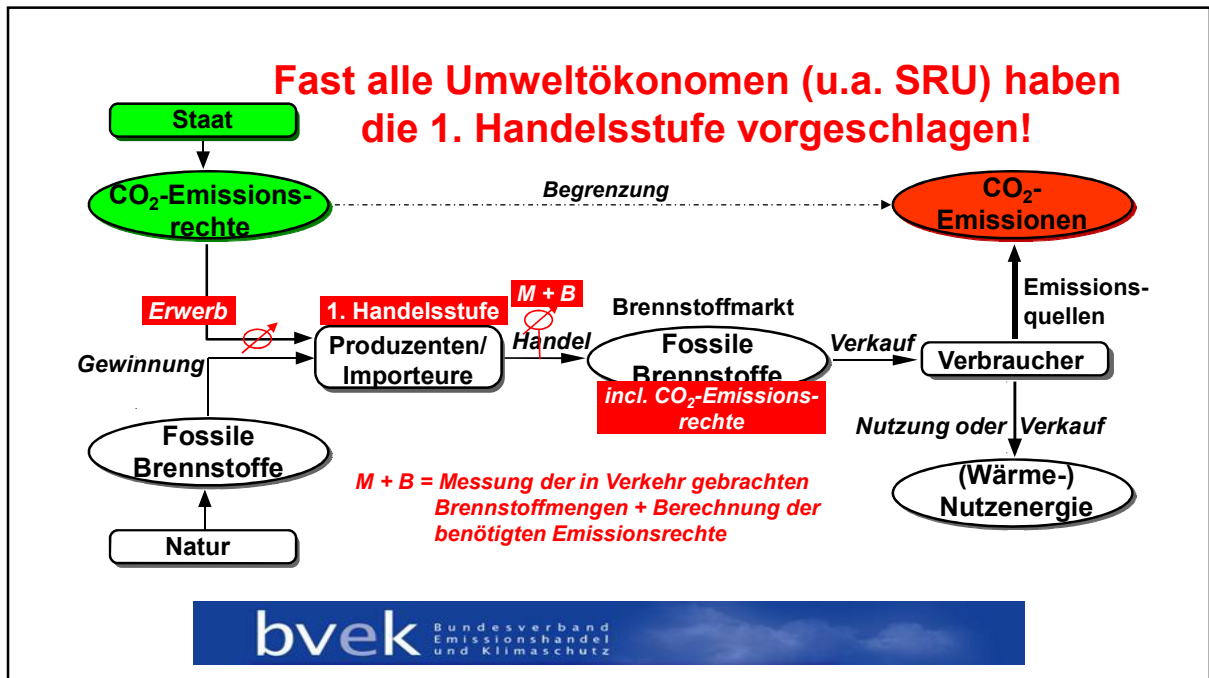 Fast alle Umweltökonomen (u.a. SRU) haben
die 1. Handelsstufe vorgeschlagen!
Staat
CO₂-Emissions-
rechte
Begrenzung
CO₂-
Emissionen
Erwerb
1. Handelsstufe
M + B
Brennstoffmarkt
Emissions-
quellen
Gewinnung
Produzenten/
Importeure
Handel
Fossile
Brennstoffe
incl. CO₂-Emissions-
rechte
Verkauf
Verbraucher
Fossile
Brennstoffe
Nutzung oder Verkauf
(Wärme-)
Nutzenergie
Natur
M + B = Messung der in Verkehr gebrachten
Brennstoffmengen + Berechnung der
benötigten Emissionsrechte
bvek
Bundesverband
Emissionshandel
und Klimaschutz